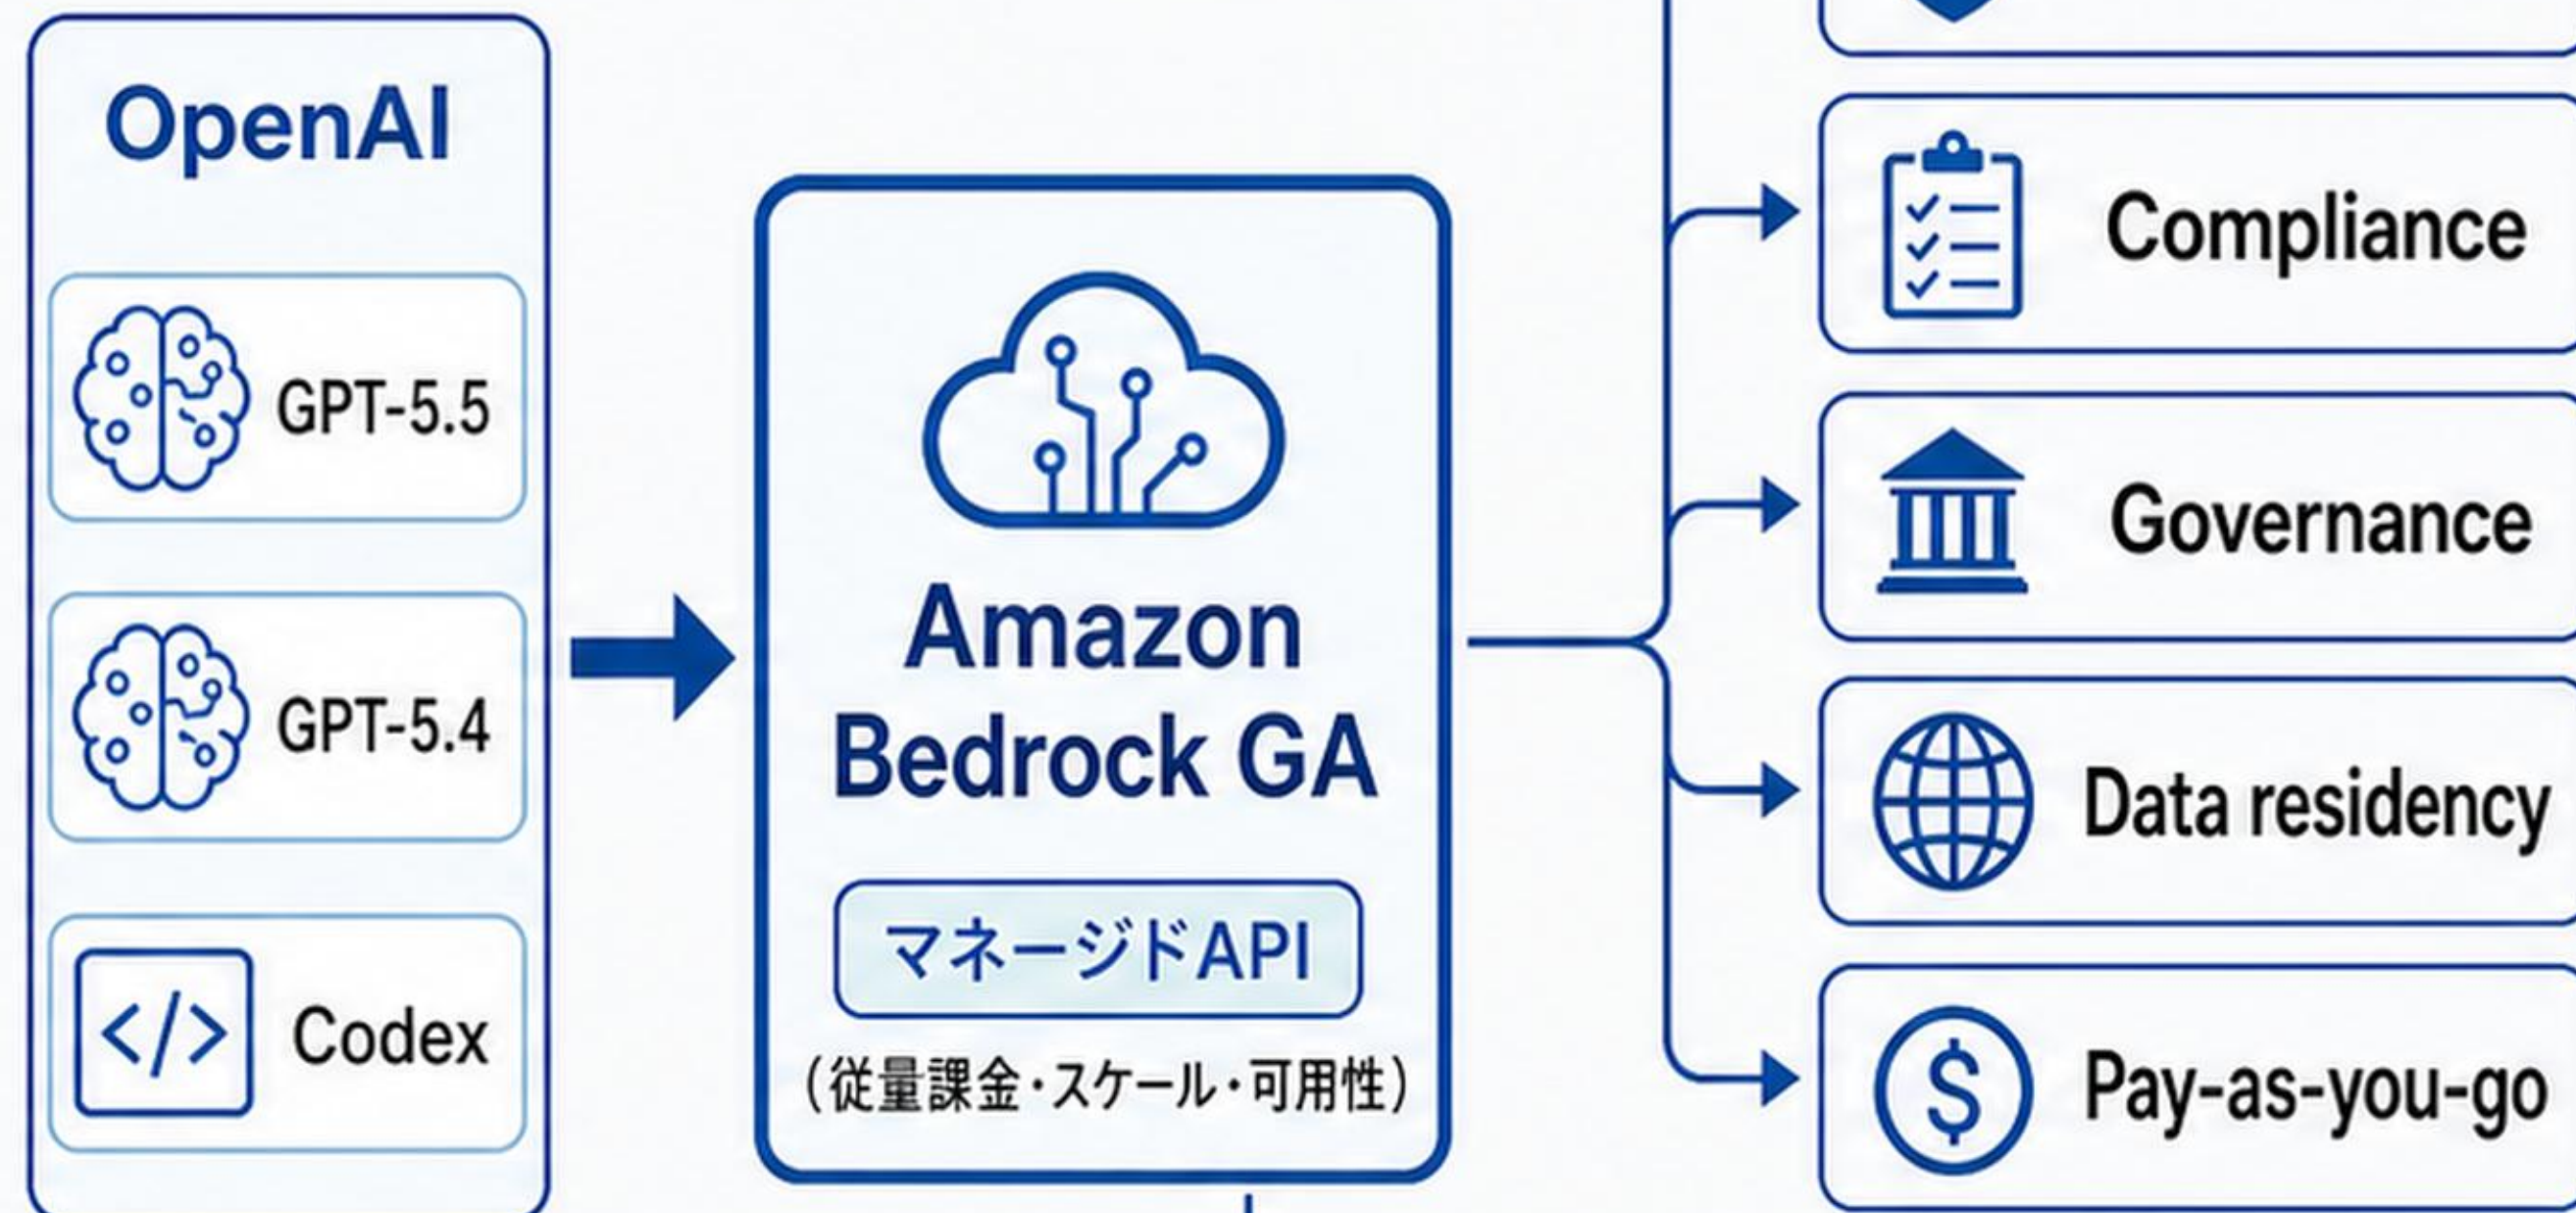 OpenAI
GPT-5.5
GPT-5.4
Codex
Amazon
Bedrock GA
マネージドAPI
（従量課金・スケール・可用性）
Compliance
Governance
Data residency
Pay-as-you-go